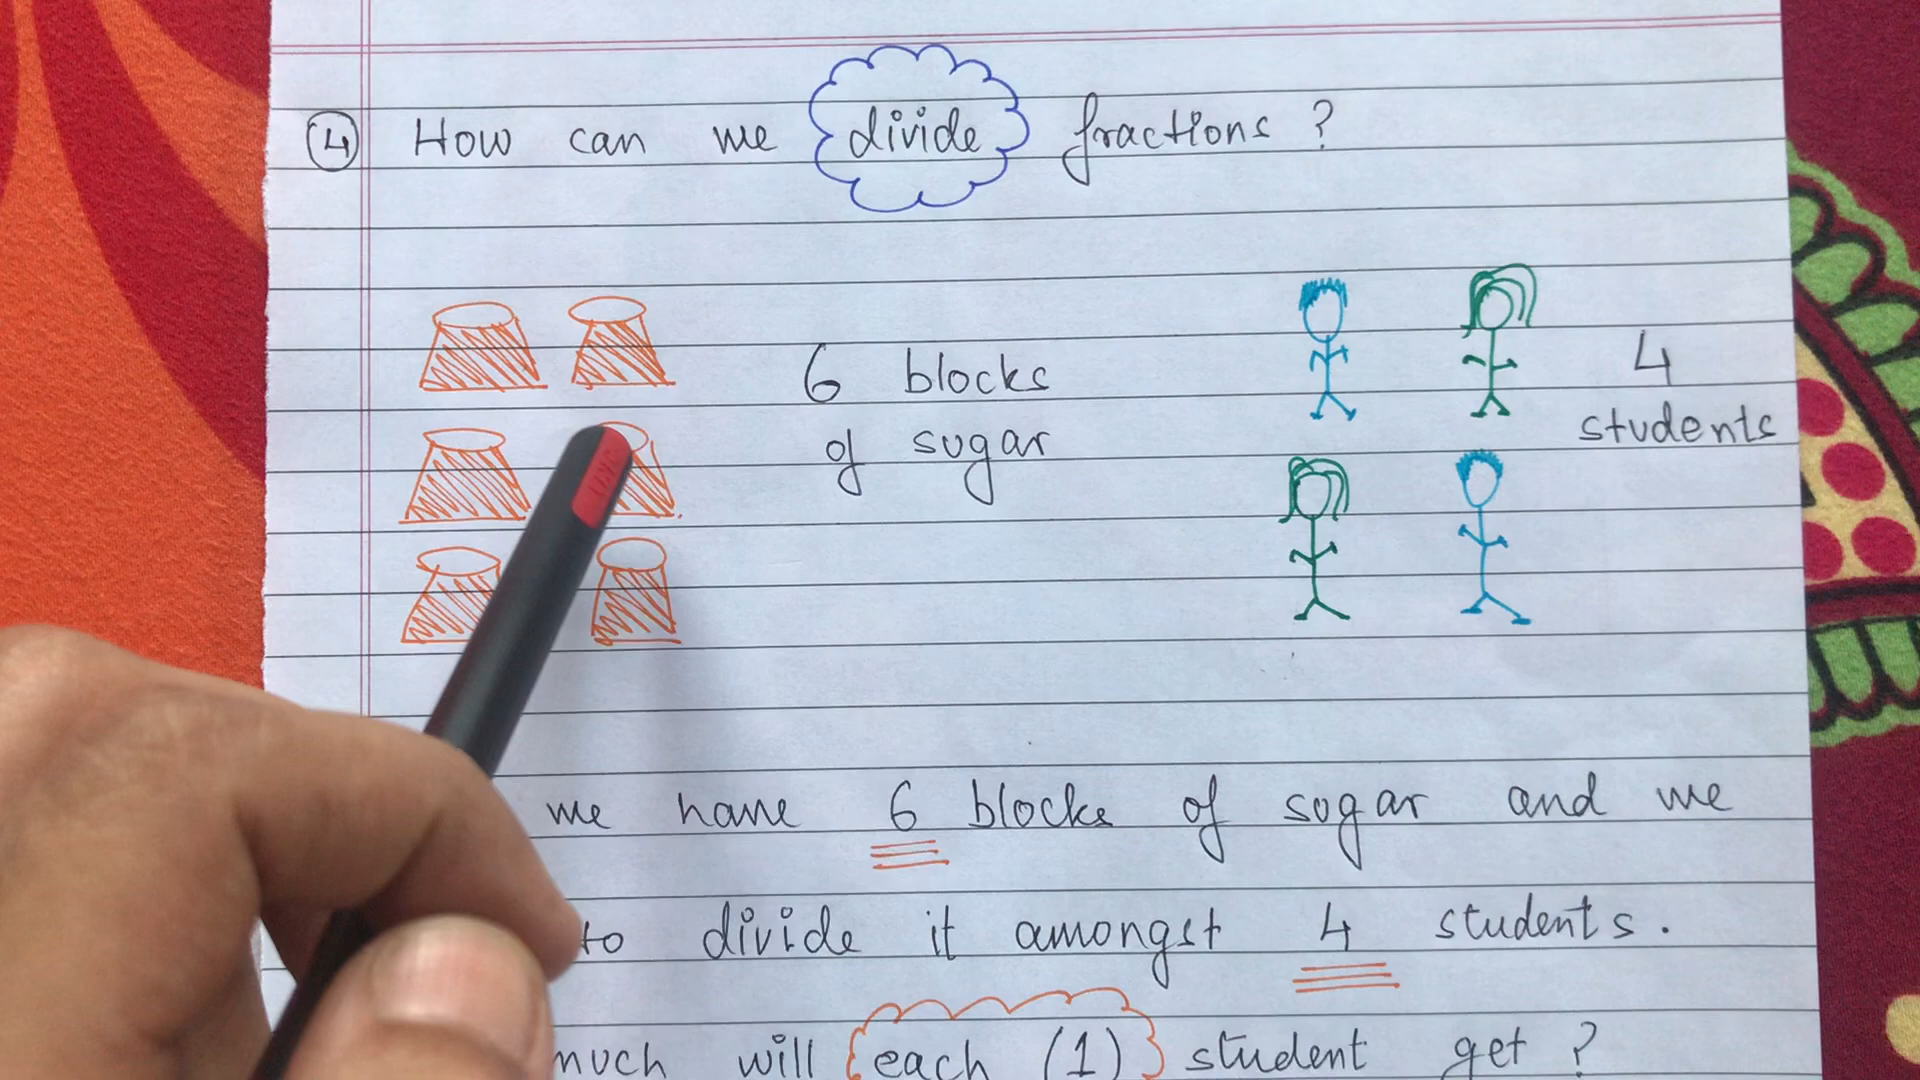 4 How can we divide fractions ?
6 blocks
of sugar
4
students
we have 6 blocks of sugar and we
to divide it amongst 4 students.
much will each (1) student get ?